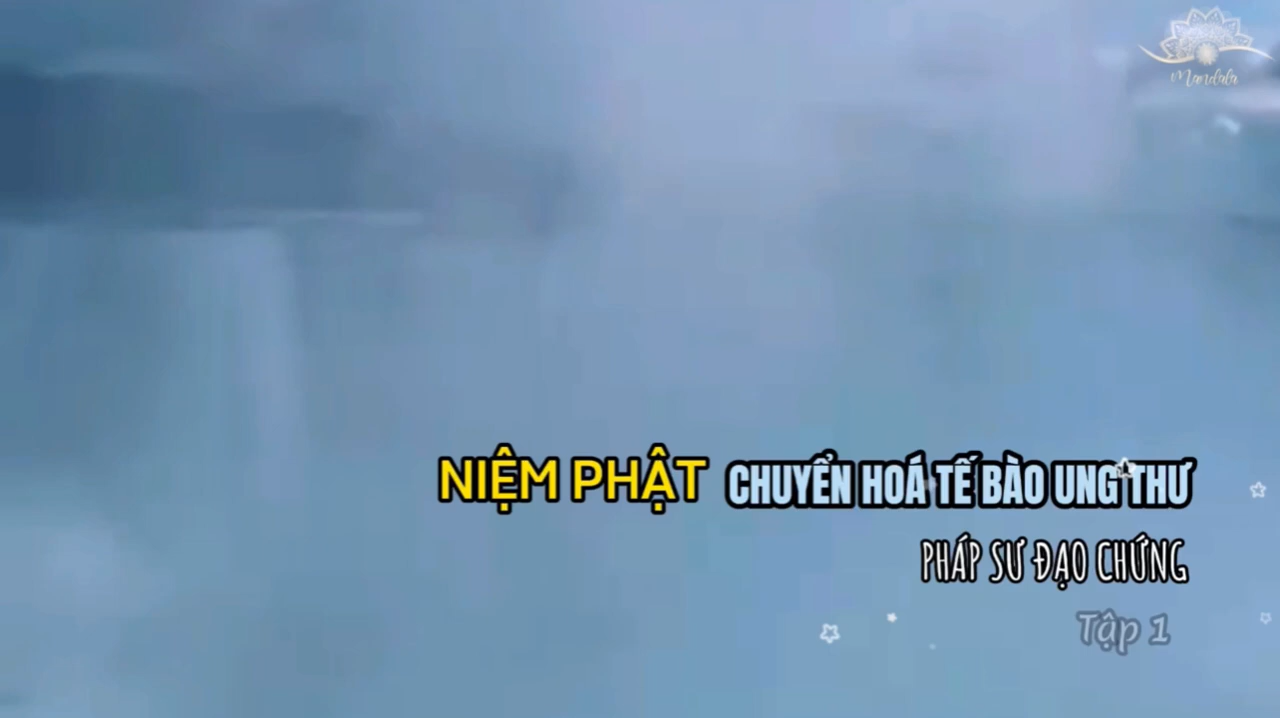 Mandala
NIỆM PHẬT CHUYỂN HOÁ TẾ BÀO UNG THƯ
PHÁP SƯ ĐẠO CHỨNG
Tập 1